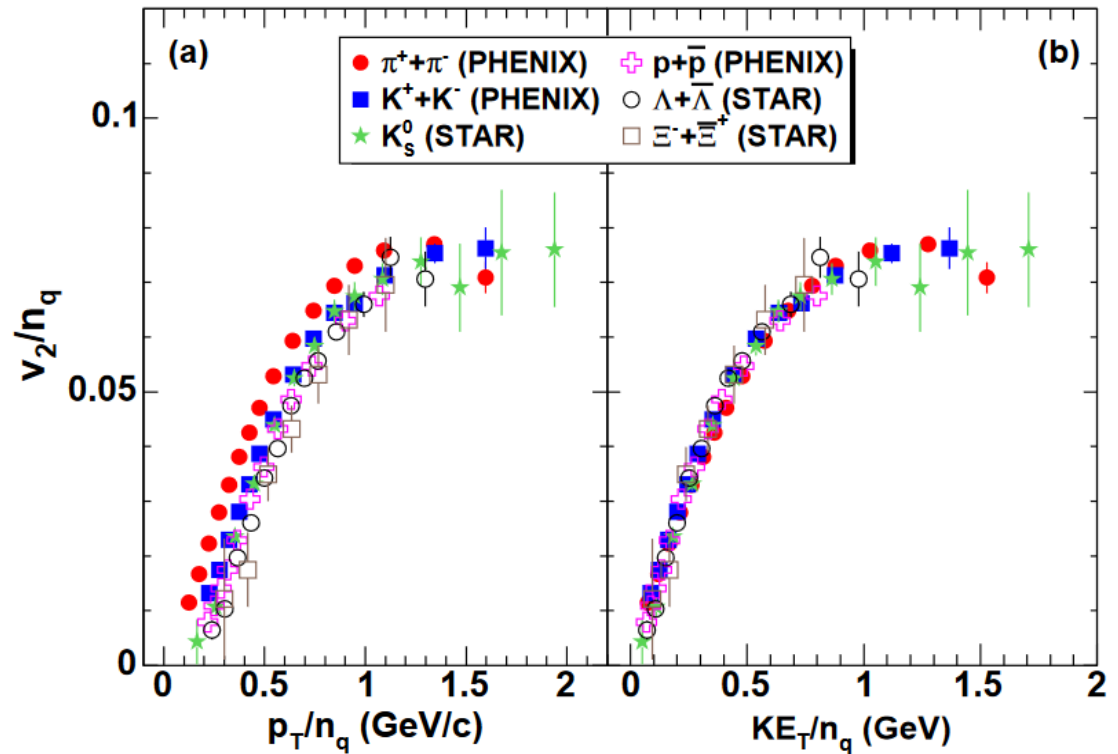 (a)
(b)
π⁺+π⁻ (PHENIX)
K⁺+K⁻ (PHENIX)
K⁰ₛ (STAR)
p+p̅ (PHENIX)
Λ+Λ̅ (STAR)
Ξ⁻+Ξ̅⁺ (STAR)
v₂/n_q
0.1
0.05
0
0 0.5 1 1.5 2
p_T/n_q (GeV/c)
0 0.5 1 1.5 2
KE_T/n_q (GeV)